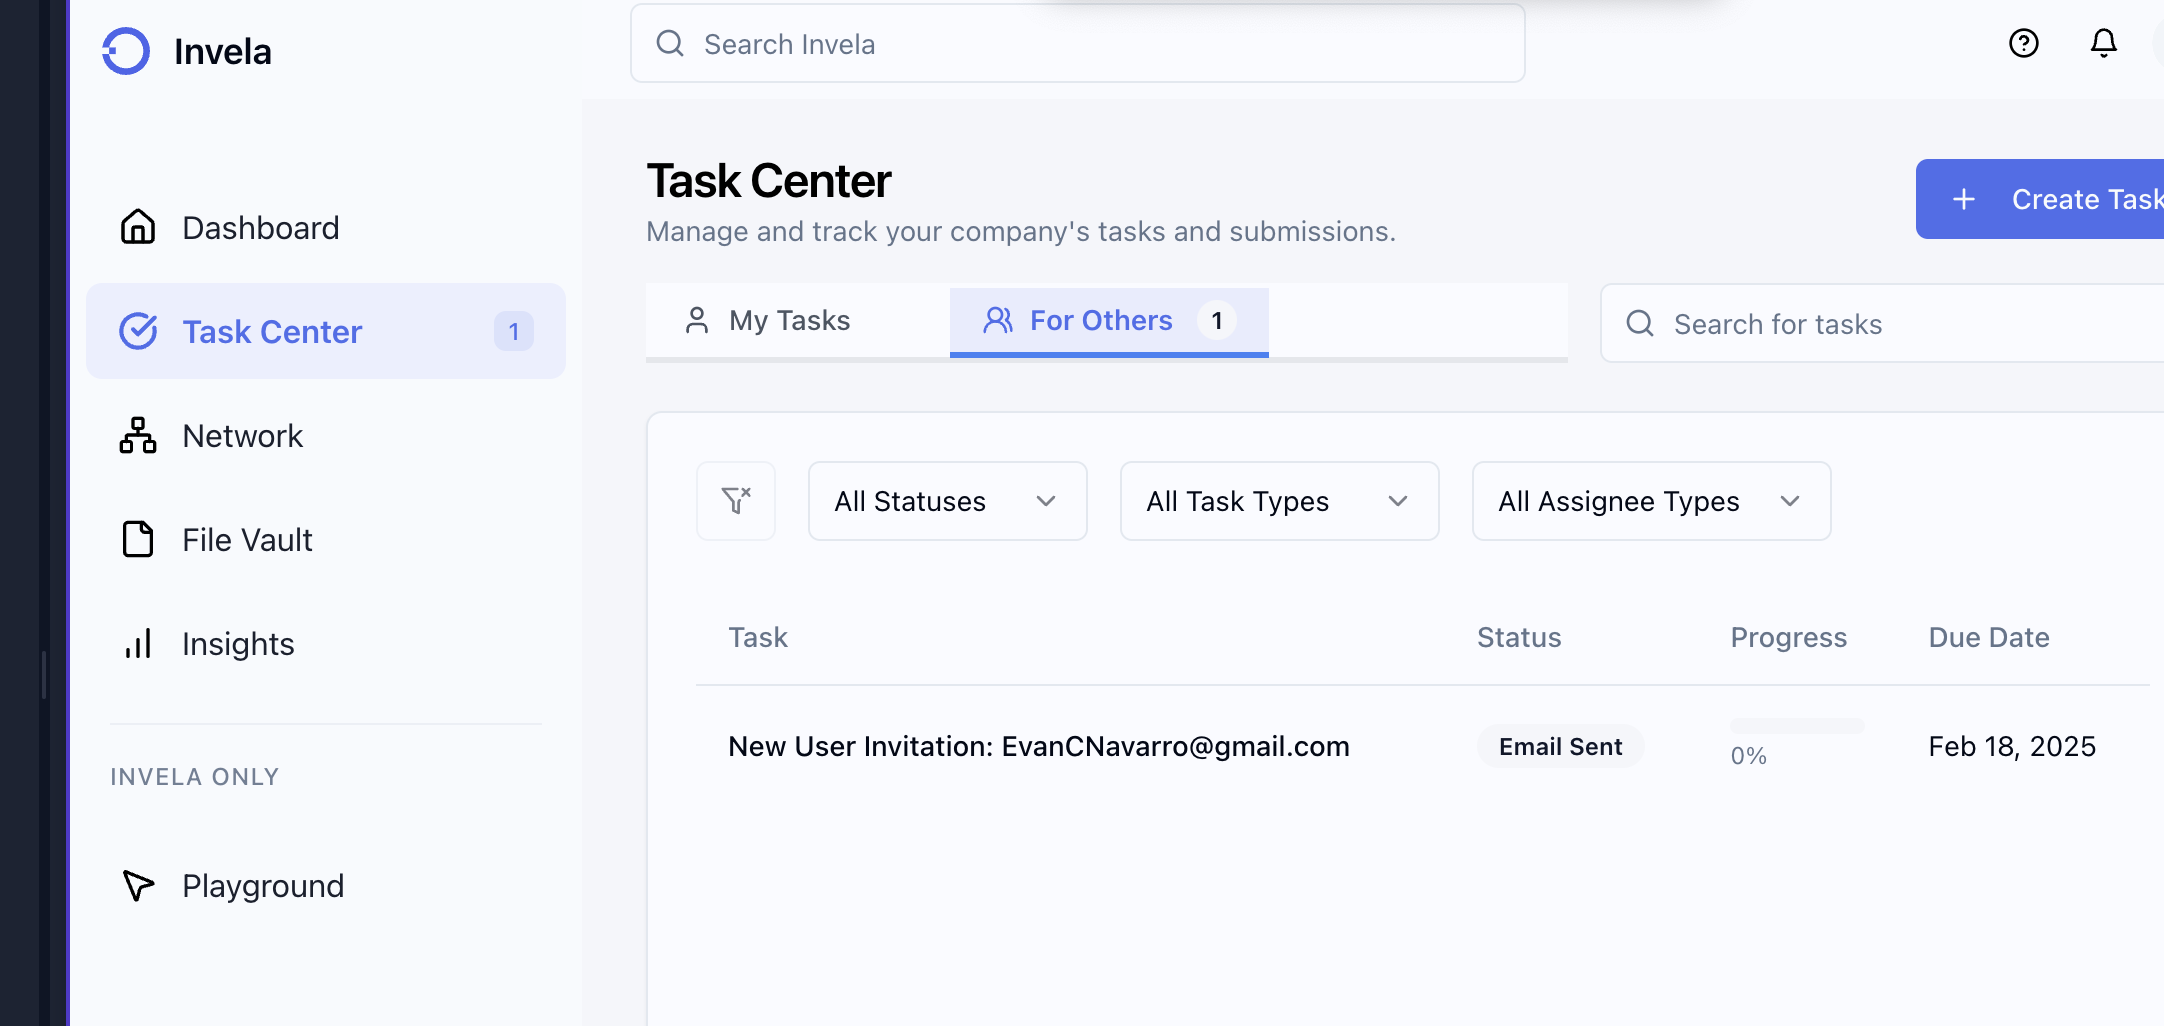 Invela
Search Invela
Dashboard
Task Center 1
Network
File Vault
Insights
INVELA ONLY
Playground
Task Center
Manage and track your company's tasks and submissions.
Create Task
My Tasks
For Others 1
Search for tasks
All Statuses
All Task Types
All Assignee Types
Task Status Progress Due Date
New User Invitation: EvanCNavarro@gmail.com Email Sent 0% Feb 18, 2025